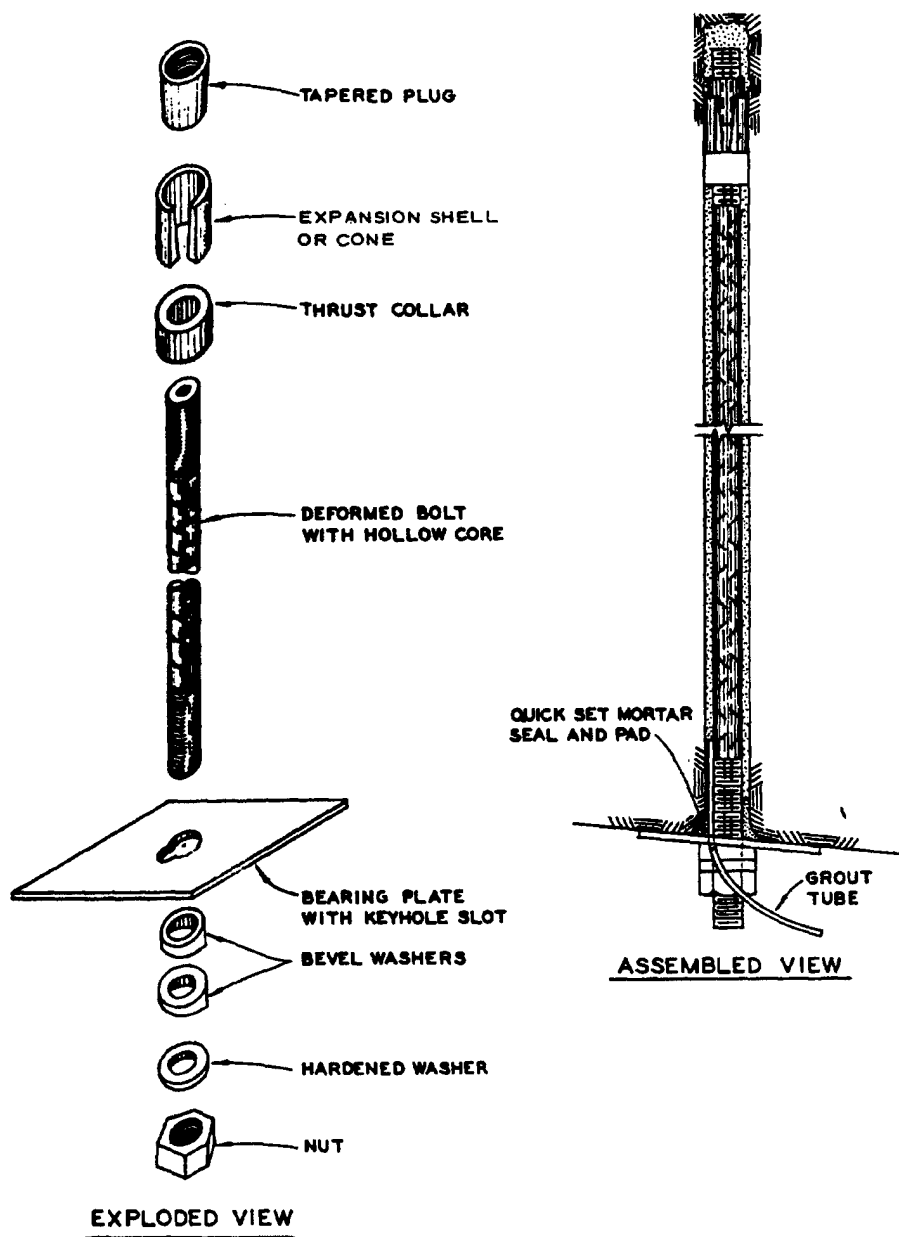 TAPERED PLUG
EXPANSION SHELL
OR CONE
THRUST COLLAR
DEFORMED BOLT
WITH HOLLOW CORE
BEARING PLATE
WITH KEYHOLE SLOT
BEVEL WASHERS
HARDENED WASHER
NUT
EXPLODED VIEW
QUICK SET MORTAR
SEAL AND PAD
GROUT
TUBE
ASSEMBLED VIEW